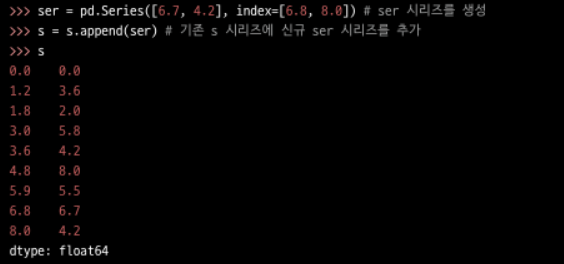 >>> ser = pd.Series([6.7, 4.2], index=[6.8, 8.0]) # ser 시리즈를 생성
>>> s = s.append(ser) # 기존 s 시리즈에 신규 ser 시리즈를 추가
>>> s
0.0    0.0
1.2    3.6
1.8    2.0
3.0    5.8
3.6    4.2
4.8    8.0
5.9    5.5
6.8    6.7
8.0    4.2
dtype: float64